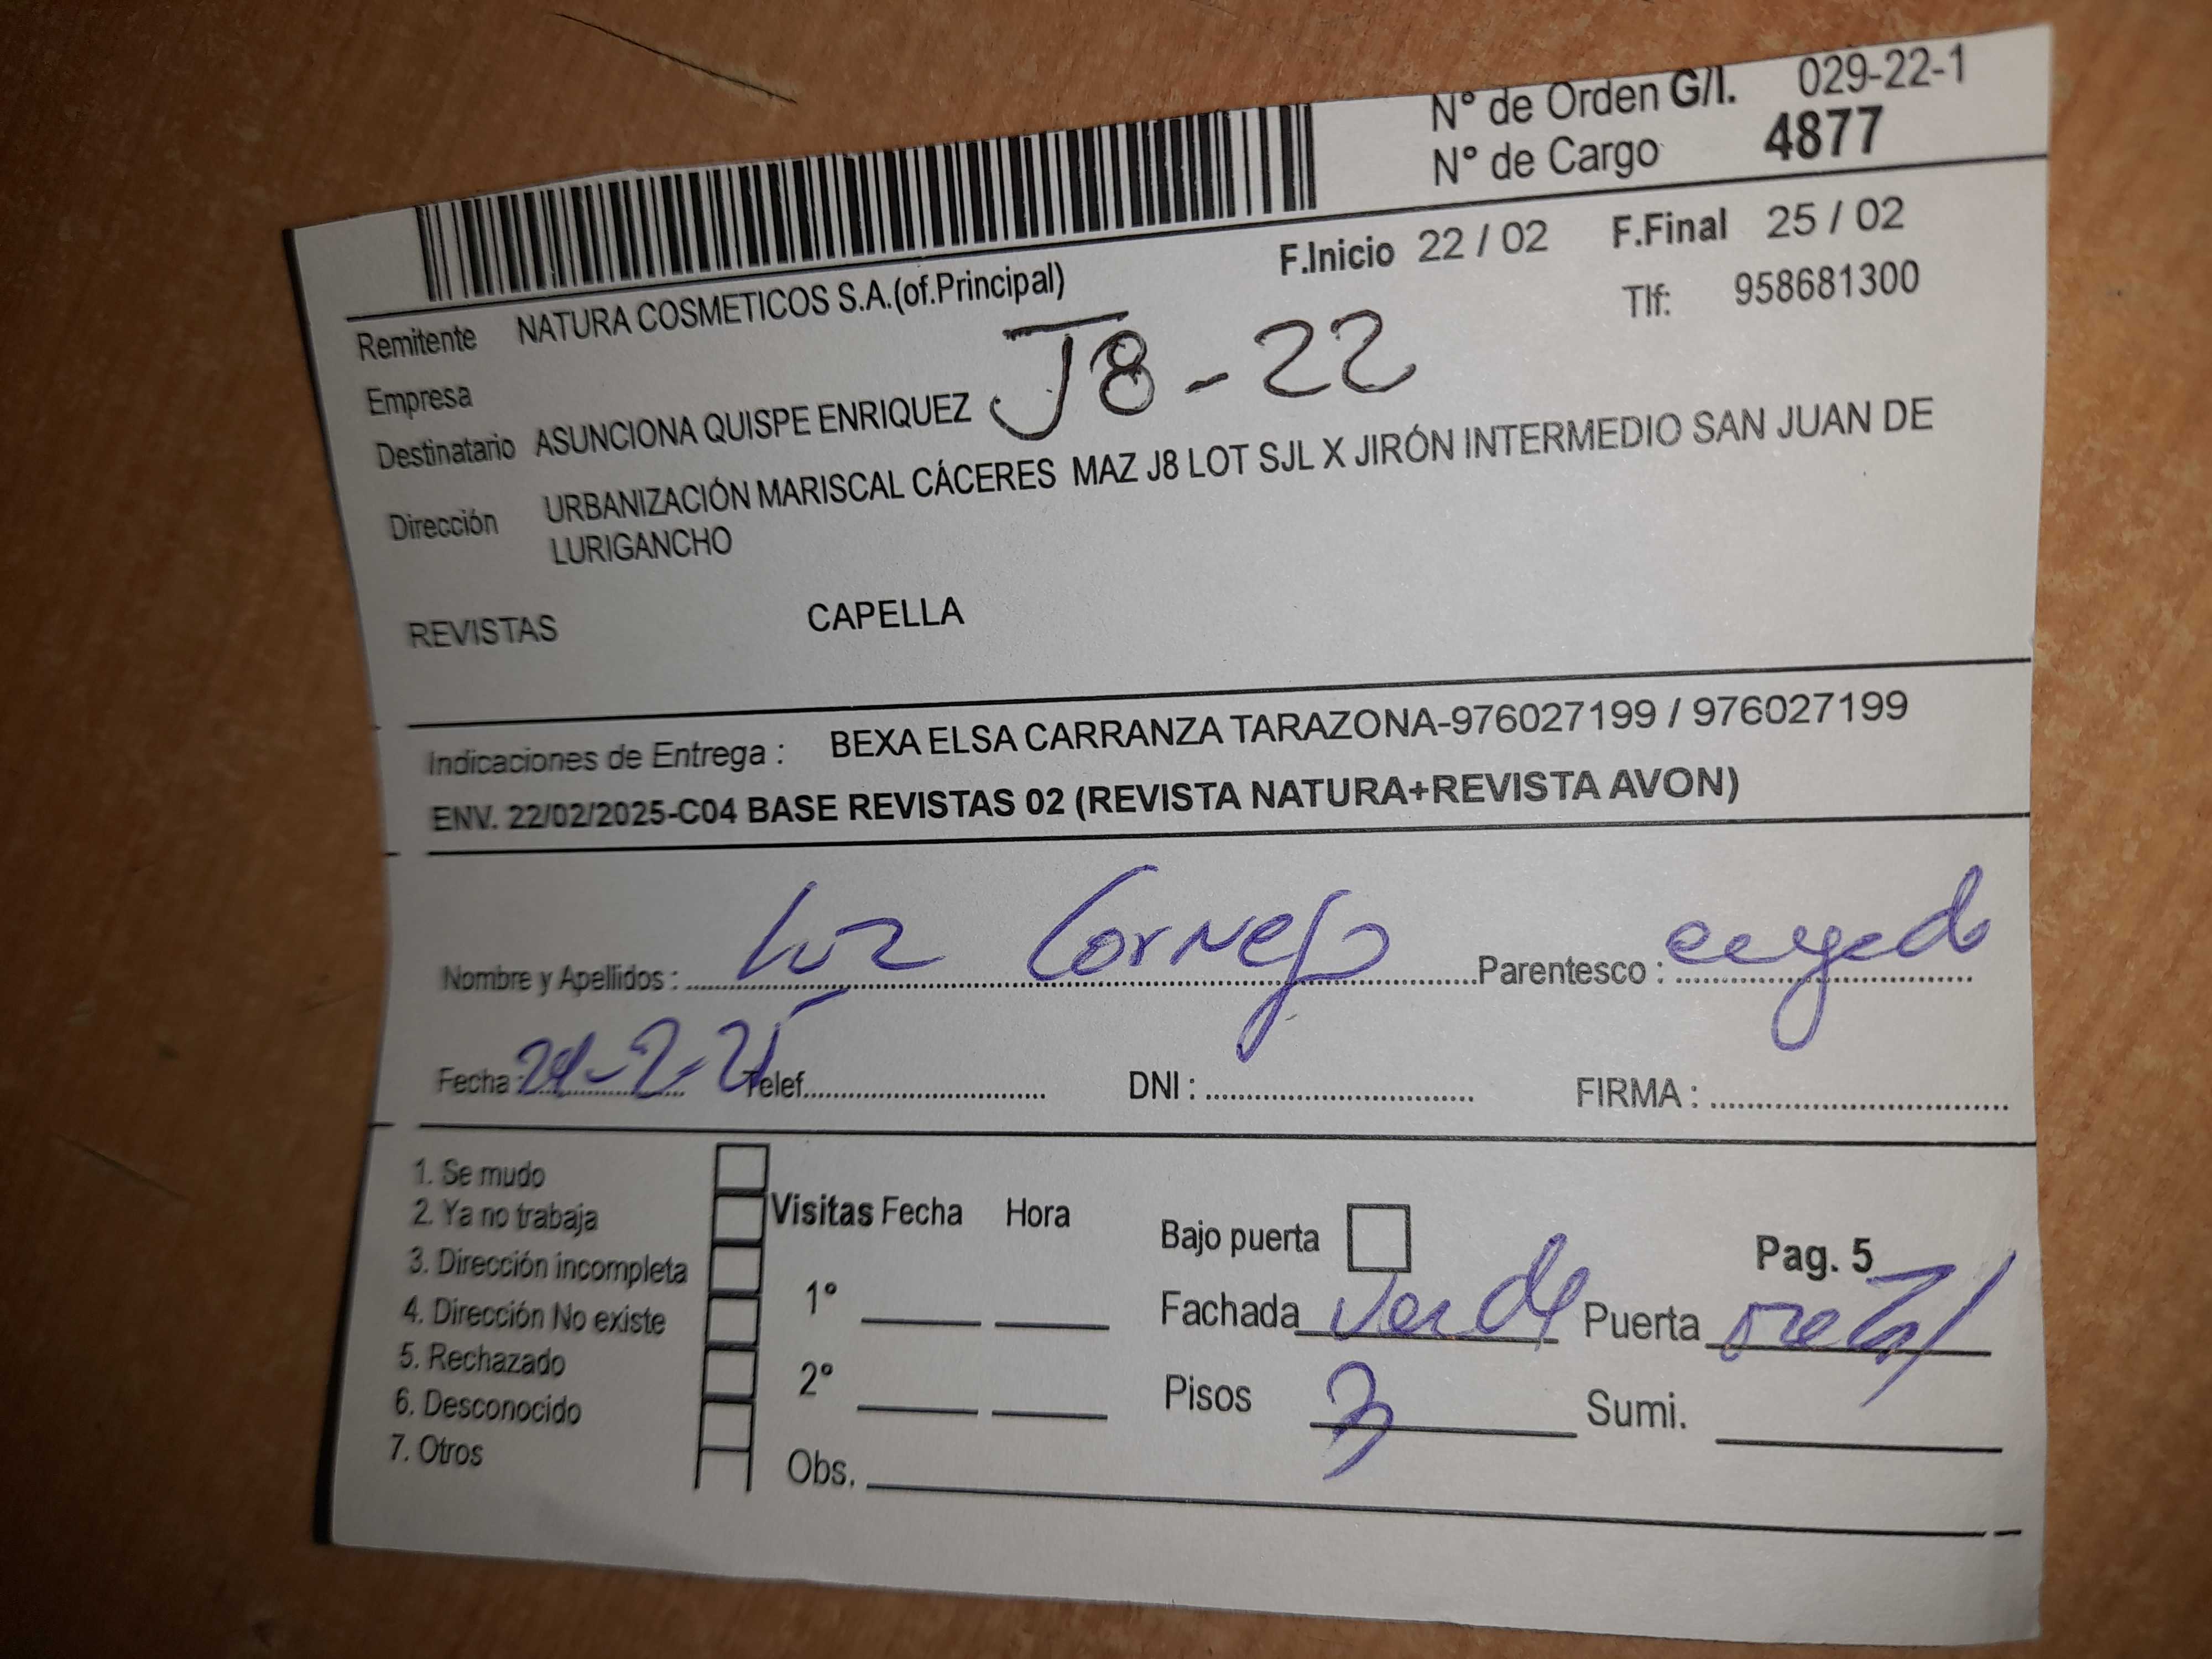 N° de Orden G/I. 029-22-1
N° de Cargo 4877
F.Inicio 22 / 02 F.Final 25 / 02
Remitente NATURA COSMETICOS S.A.(of.Principal) Tlf: 958681300
Empresa
J8-22
Destinatario ASUNCIONA QUISPE ENRIQUEZ
Dirección URBANIZACIÓN MARISCAL CÁCERES MAZ J8 LOT SJL X JIRÓN INTERMEDIO SAN JUAN DE
LURIGANCHO
REVISTAS CAPELLA
Indicaciones de Entrega : BEXA ELSA CARRANZA TARAZONA-976027199 / 976027199
ENV. 22/02/2025-C04 BASE REVISTAS 02 (REVISTA NATURA+REVISTA AVON)
Nombre y Apellidos : Luz Cornejo Parentesco :
Fecha : 24-2-25 Telef. DNI : FIRMA :
1. Se mudo
2. Ya no trabaja
3. Dirección incompleta
4. Dirección No existe
5. Rechazado
6. Desconocido
7. Otros
Visitas Fecha Hora
1°
2°
Obs.
Bajo puerta Pag. 5
Fachada verde Puerta metal
Pisos 3 Sumi.